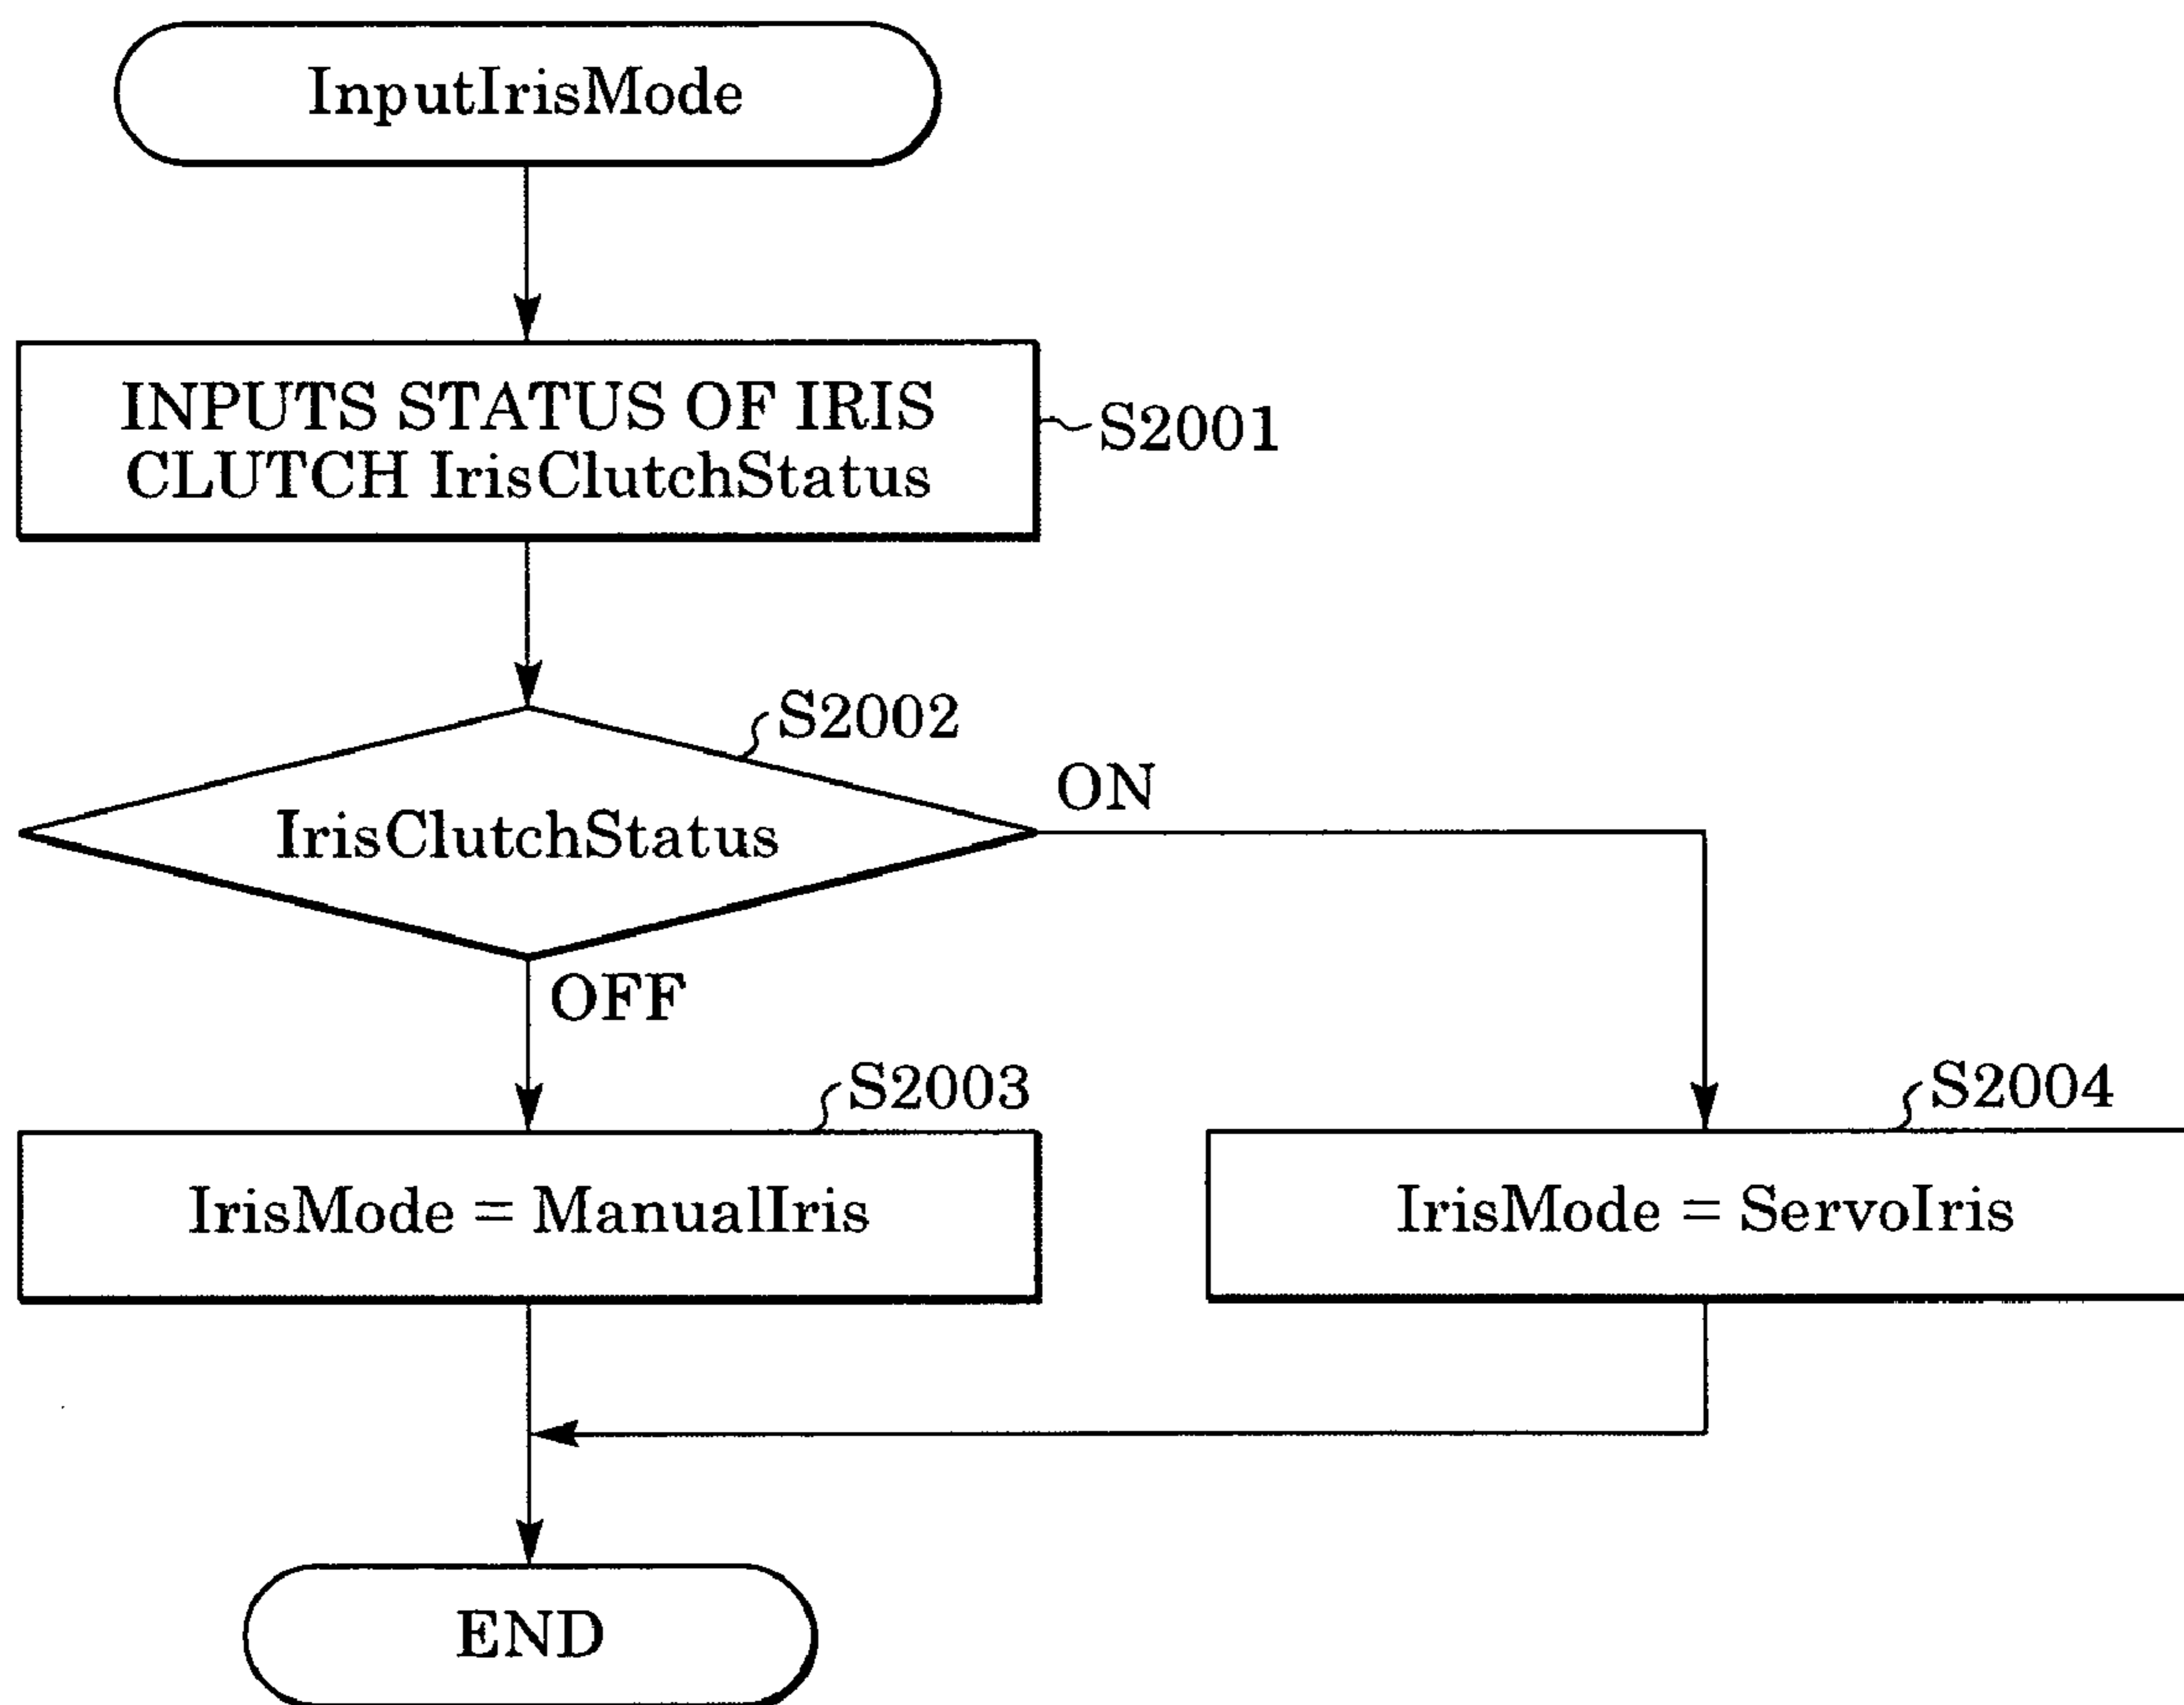 InputIrisMode
INPUTS STATUS OF IRIS
CLUTCH IrisClutchStatus
S2001
S2002
IrisClutchStatus
ON
OFF
S2003
IrisMode = ManualIris
S2004
IrisMode = ServoIris
END